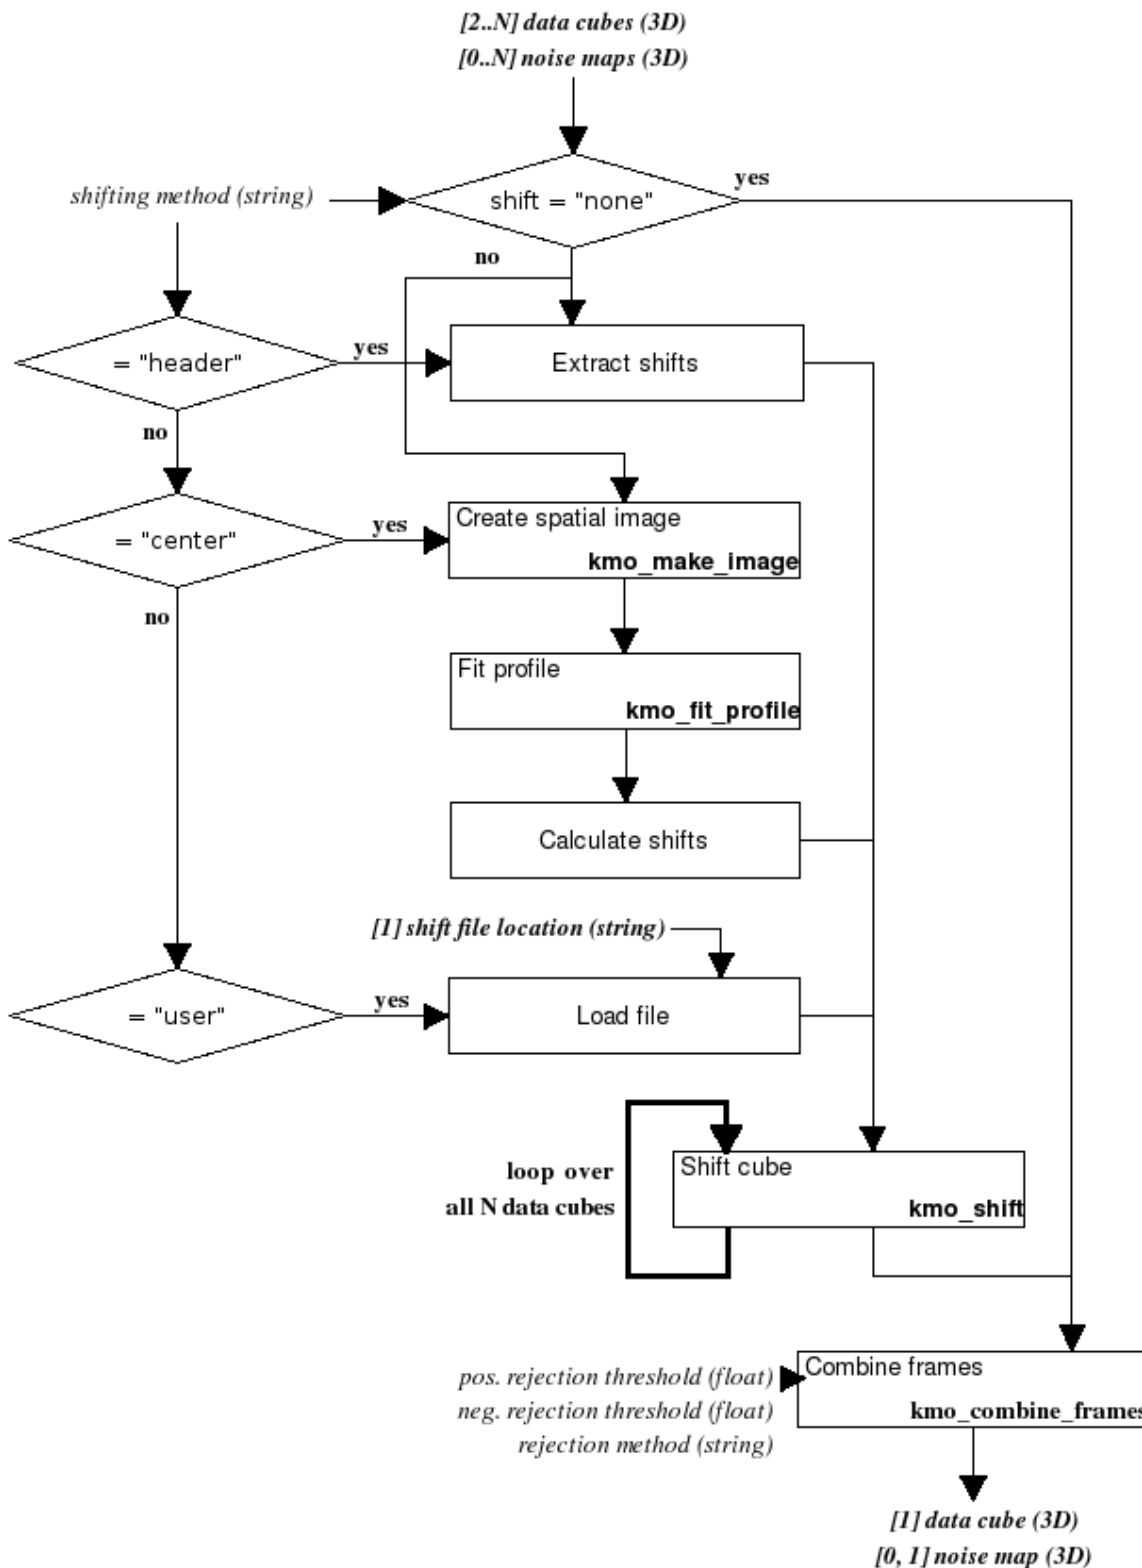 [2..N] data cubes (3D)
[0..N] noise maps (3D)
yes
shifting method (string)
shift = "none"
no
= "header"
yes
Extract shifts
no
= "center"
yes
Create spatial image
kmo_make_image
no
Fit profile
kmo_fit_profile
Calculate shifts
[1] shift file location (string)
= "user"
yes
Load file
loop over
all N data cubes
Shift cube
kmo_shift
Combine frames
kmo_combine_frames
pos. rejection threshold (float)
neg. rejection threshold (float)
rejection method (string)
[1] data cube (3D)
[0, 1] noise map (3D)